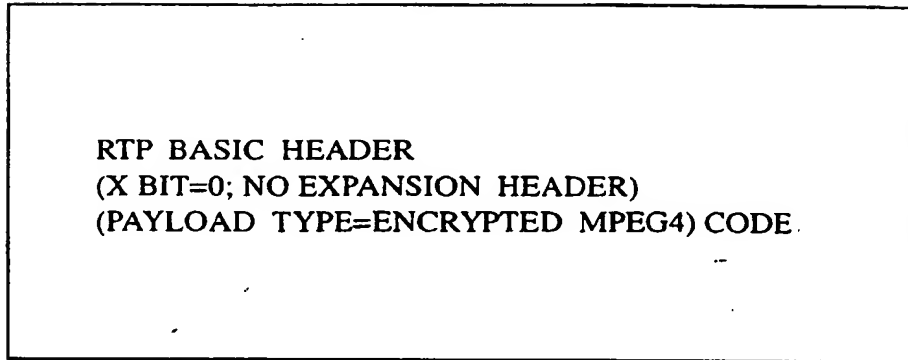 RTP BASIC HEADER
(X BIT=0; NO EXPANSION HEADER)
(PAYLOAD TYPE=ENCRYPTED MPEG4) CODE